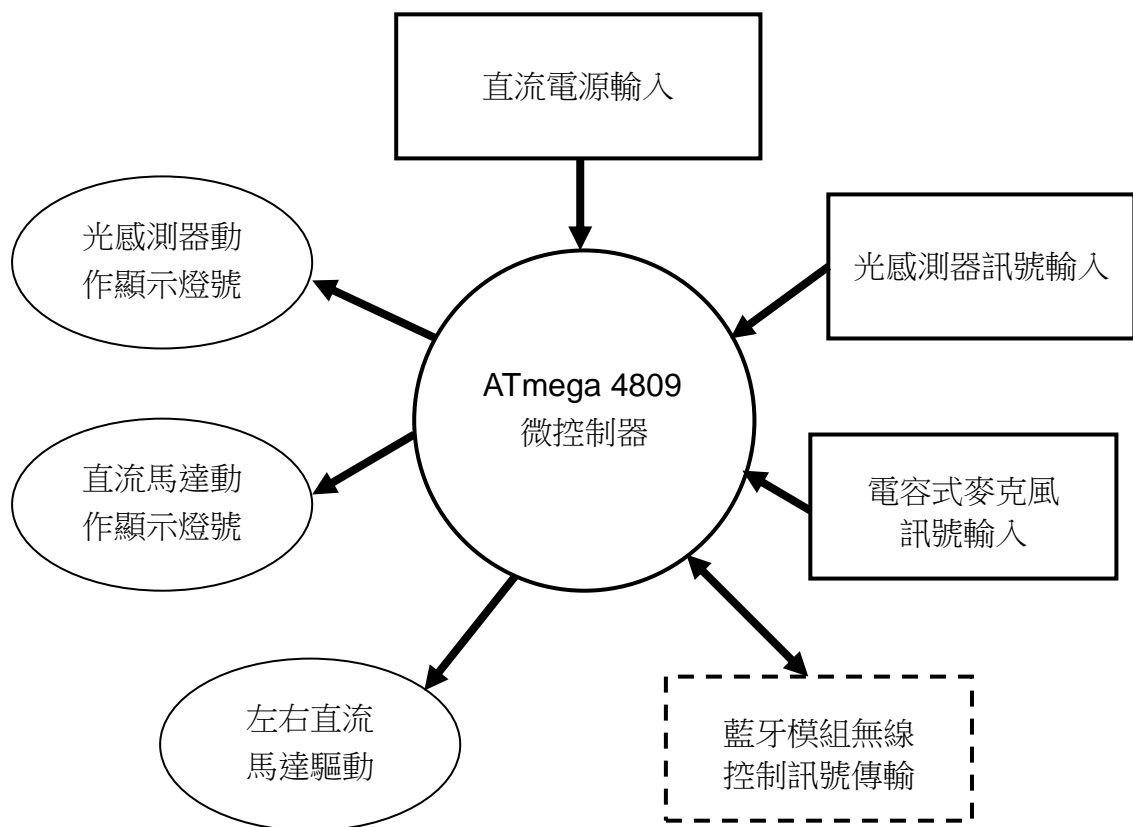 直流電源輸入
光感測器動
作顯示燈號
光感測器訊號輸入
ATmega 4809
微控制器
直流馬達動
作顯示燈號
電容式麥克風
訊號輸入
左右直流
馬達驅動
藍牙模組無線
控制訊號傳輸